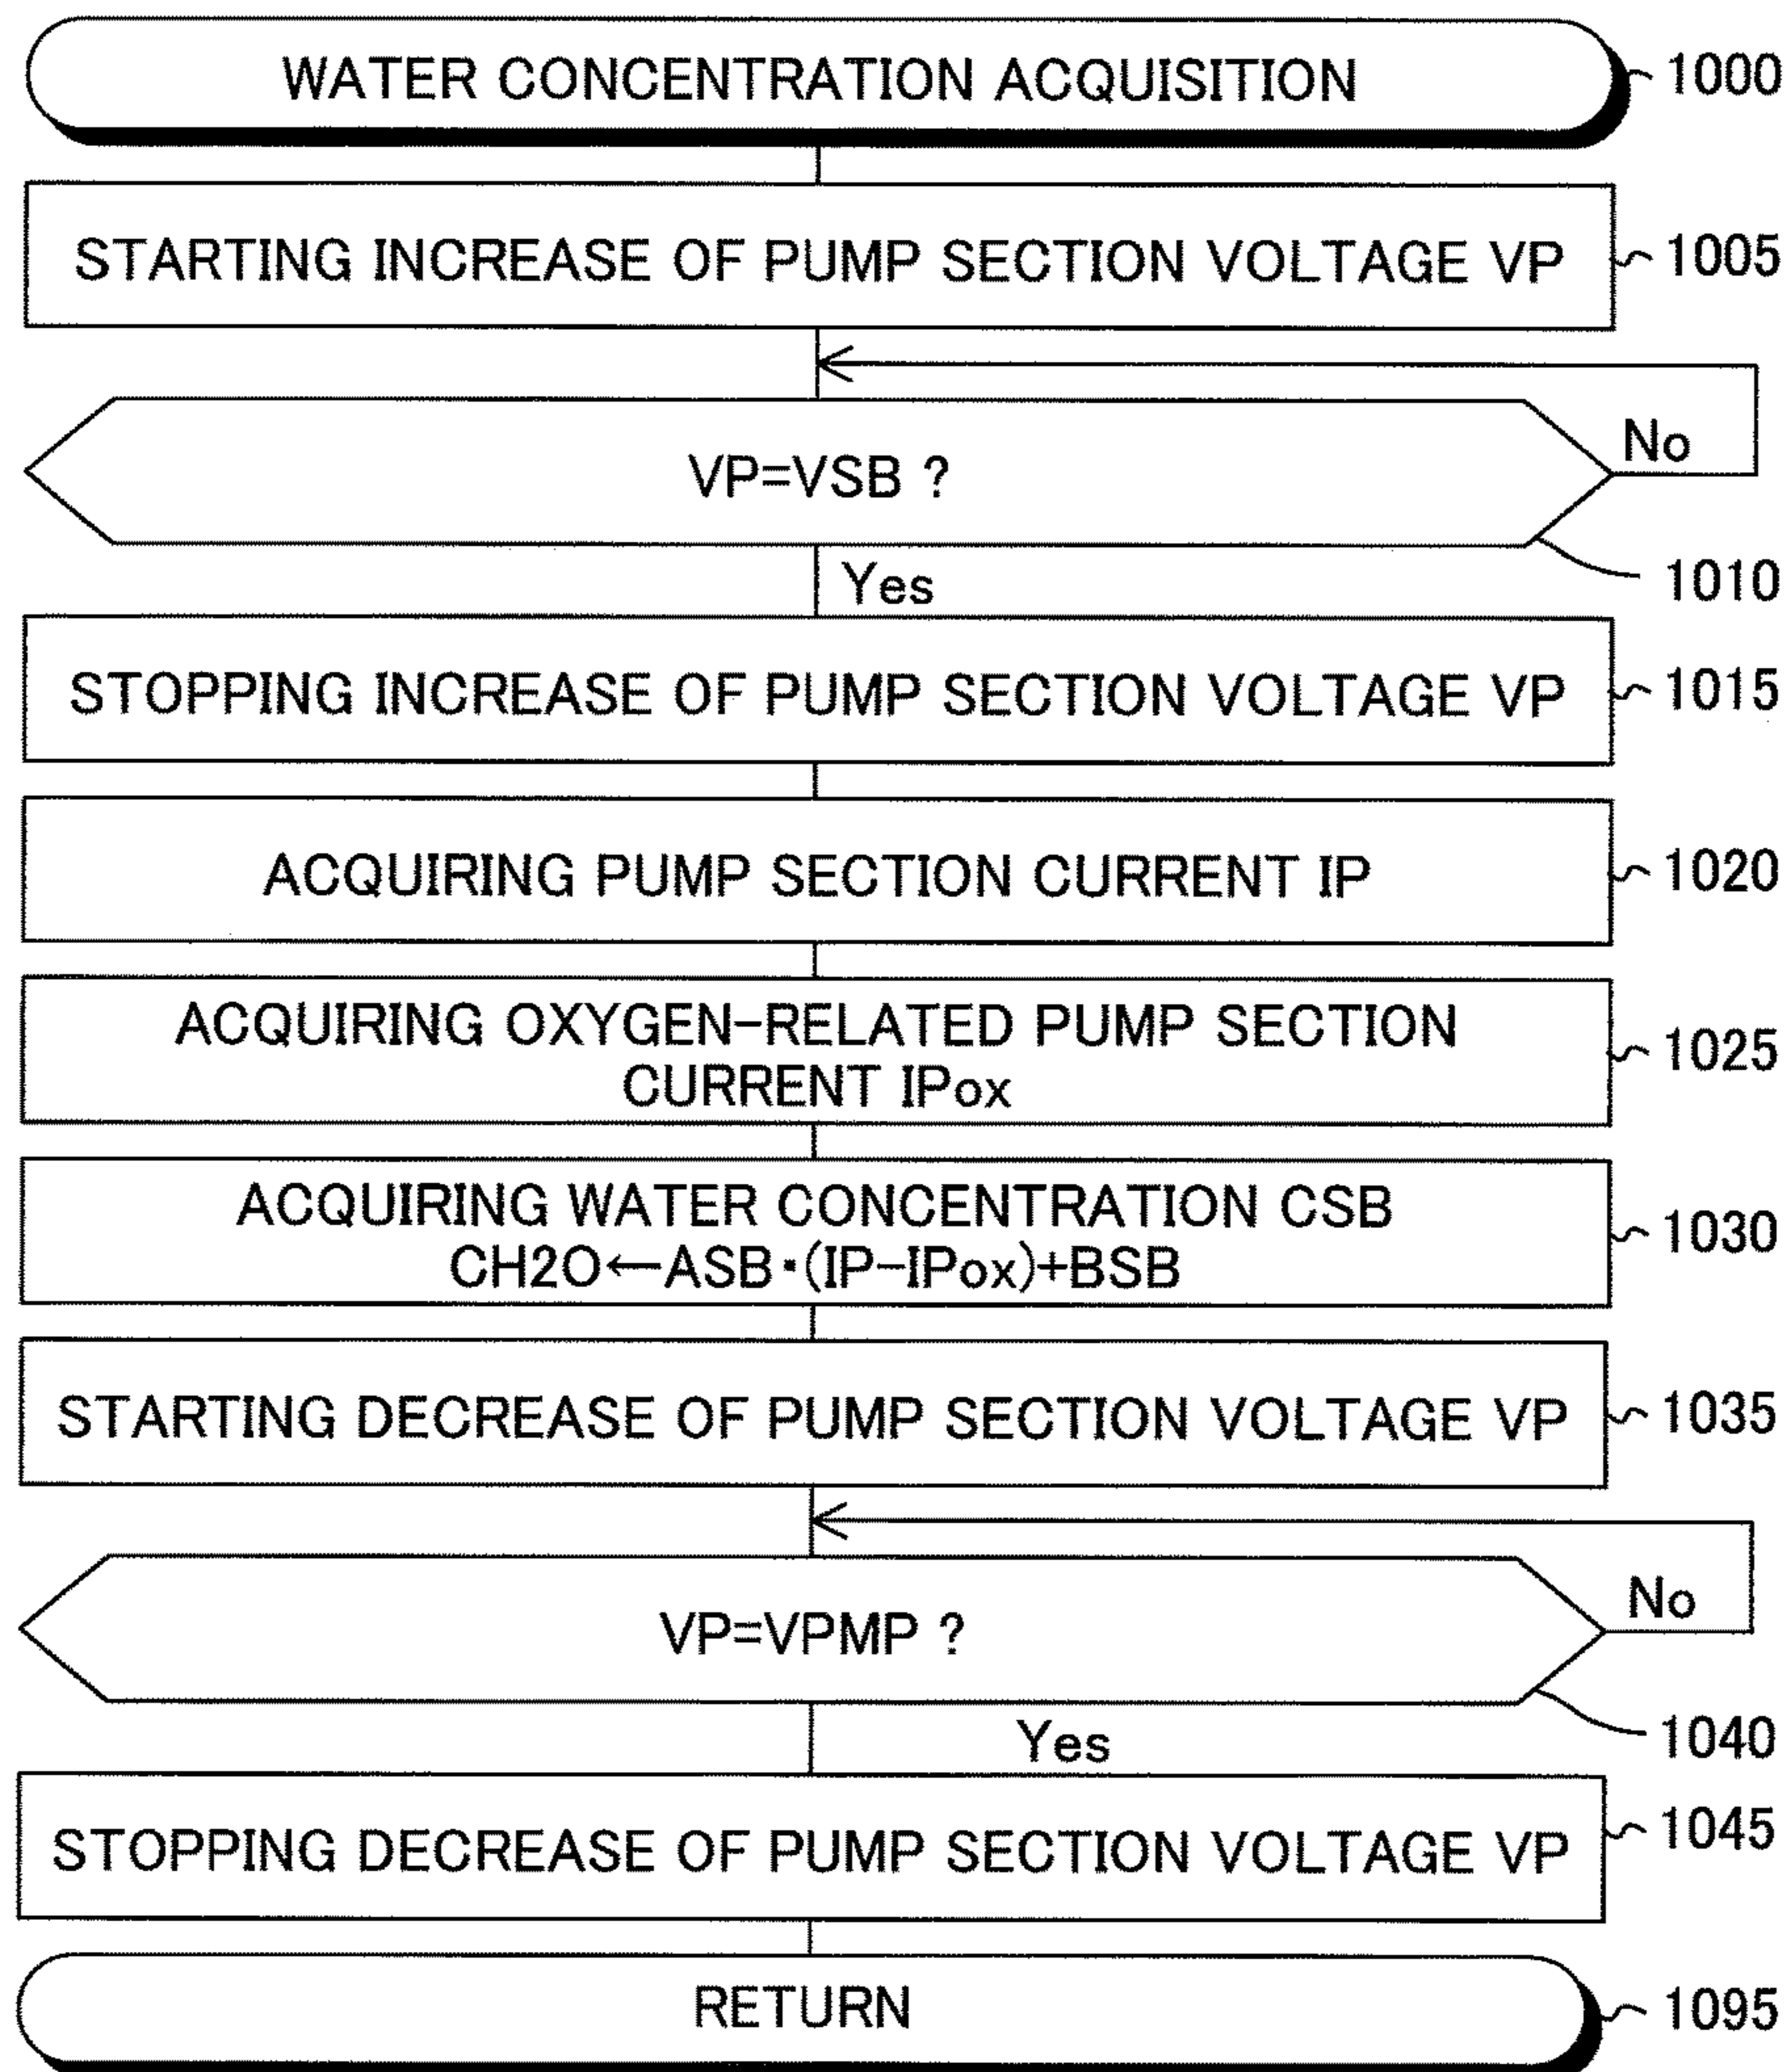 WATER CONCENTRATION ACQUISITION 1000
STARTING INCREASE OF PUMP SECTION VOLTAGE VP 1005
No
VP=VSB ?
1010
Yes
STOPPING INCREASE OF PUMP SECTION VOLTAGE VP 1015
ACQUIRING PUMP SECTION CURRENT IP 1020
ACQUIRING OXYGEN-RELATED PUMP SECTION
CURRENT IPox
1025
ACQUIRING WATER CONCENTRATION CSB
CH2O←ASB·(IP-IPox)+BSB
1030
STARTING DECREASE OF PUMP SECTION VOLTAGE VP 1035
No
VP=VPMP ?
1040
Yes
STOPPING DECREASE OF PUMP SECTION VOLTAGE VP 1045
RETURN 1095